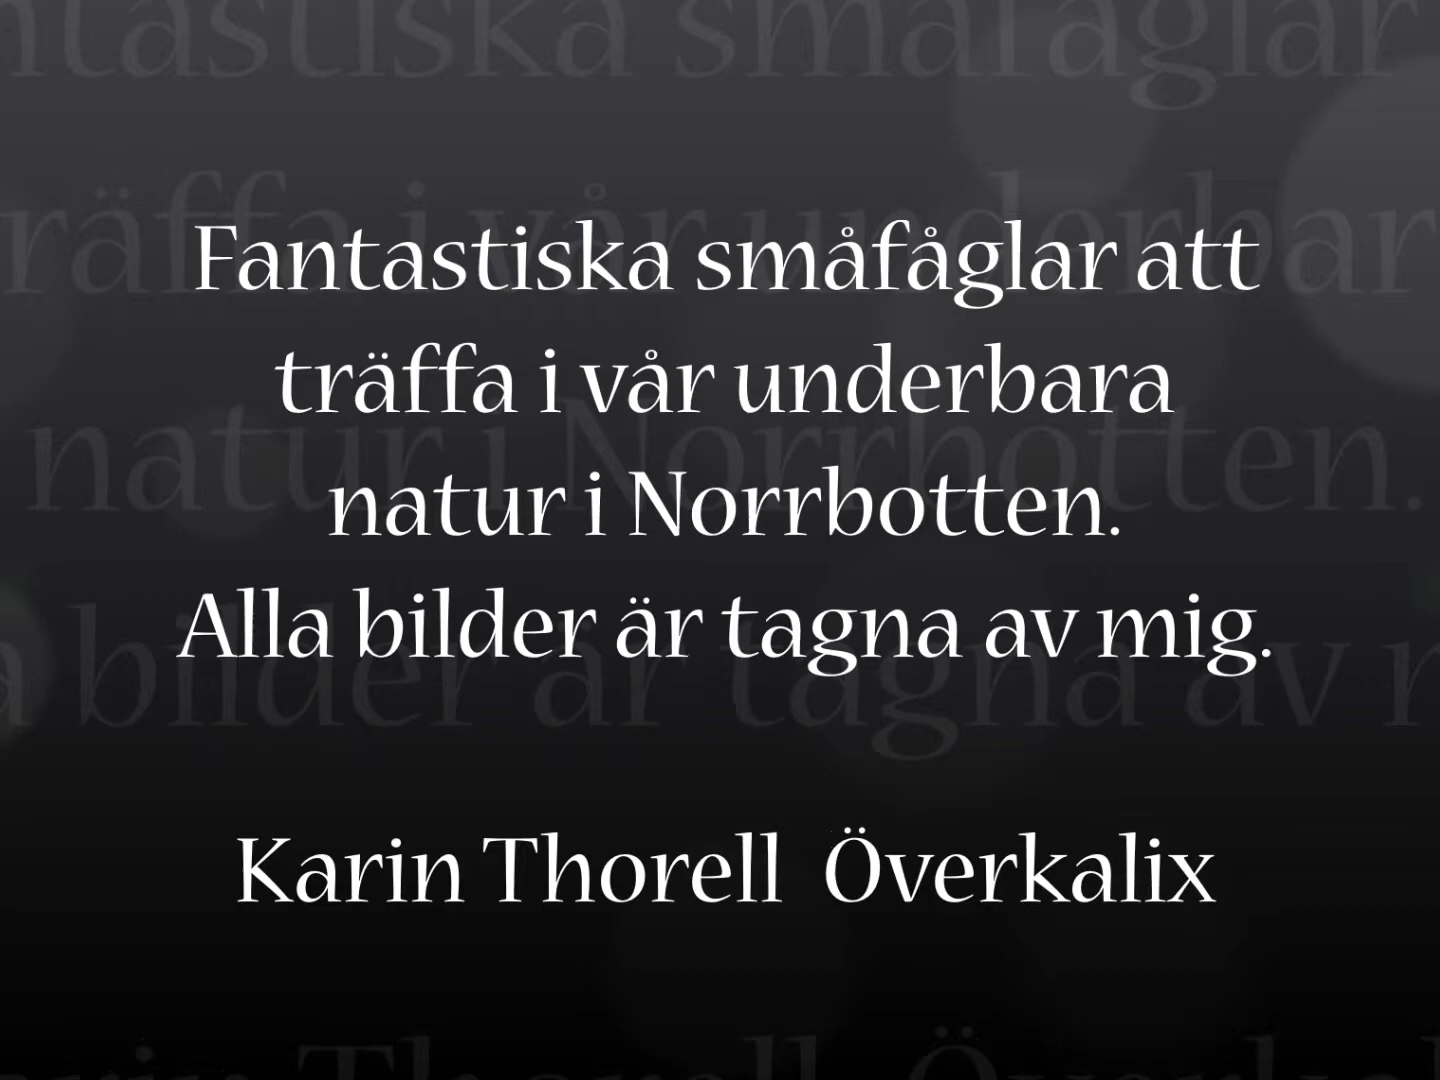 Fantastiska småfåglar att
träffa i vår underbara
natur i Norrbotten.
Alla bilder är tagna av mig.
Karin Thorell Överkalix